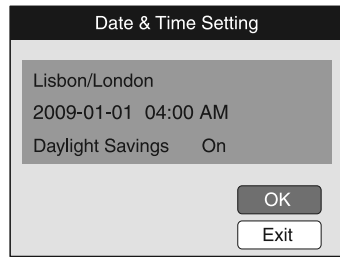 Date & Time Setting
Lisbon/London
2009-01-01 04:00 AM
Daylight Savings On
OK
Exit